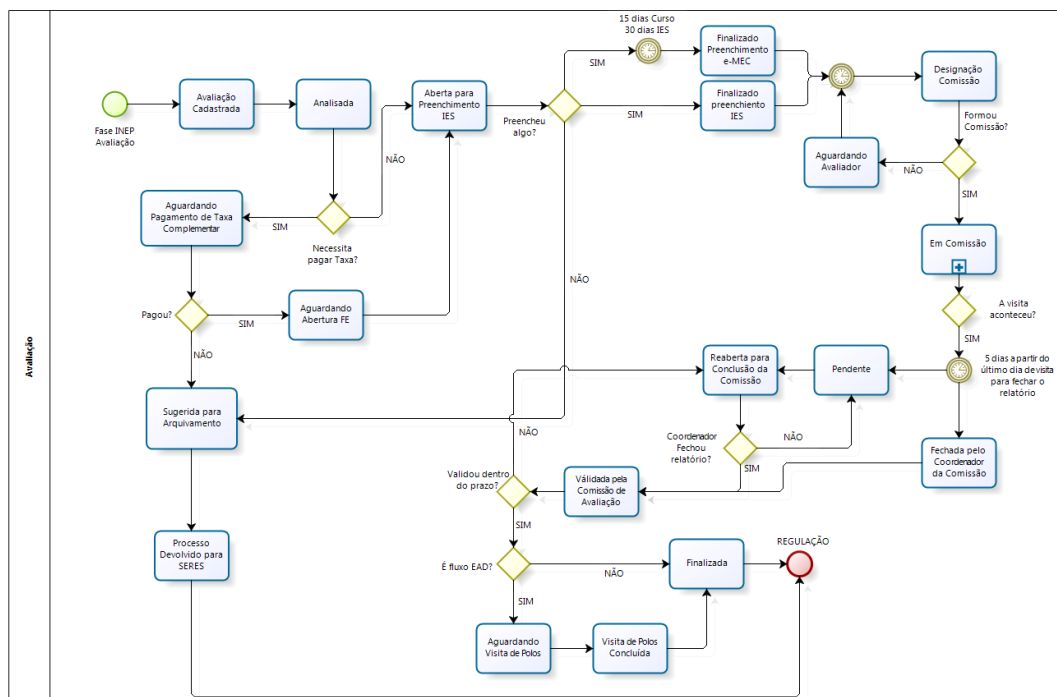 Avaliação
Fase INEP
Avaliação
Avaliação
Cadastrada
Analisada
Necessita
pagar Taxa?
SIM
NÃO
Aguardando
Pagamento de Taxa
Complementar
Pagou?
SIM
NÃO
Aguardando
Abertura FE
Aberta para
Preenchimento
IES
Preencheu
algo?
SIM
SIM
NÃO
15 dias Curso
30 dias IES
Finalizado
Preenchimento
e-MEC
Finalizado
preenchiento
IES
Designação
Comissão
Formou
Comissão?
NÃO
SIM
Aguardando
Avaliador
Em Comissão
A visita
aconteceu?
SIM
5 dias a partir do
último dia de visita
para fechar o
relatório
Pendente
Reaberta para
Conclusão da
Comissão
Coordenador
Fechou
relatório?
NÃO
SIM
Fechada pelo
Coordenador
da Comissão
Válidada pela
Comissão de
Avaliação
Validou dentro
do prazo?
NÃO
SIM
É fluxo EAD?
NÃO
SIM
Finalizada
REGULAÇÃO
Aguardando
Visita de Polos
Visita de Polos
Concluída
Sugerida para
Arquivamento
Processo
Devolvido para
SERES